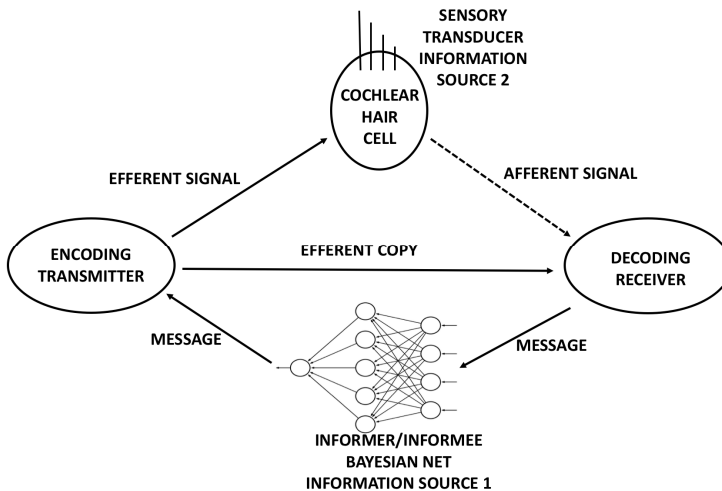 SENSORY
TRANSDUCER
INFORMATION
SOURCE 2
COCHLEAR
HAIR
CELL
EFFERENT SIGNAL
AFFERENT SIGNAL
ENCODING
TRANSMITTER
EFFERENT COPY
DECODING
RECEIVER
MESSAGE
MESSAGE
INFORMER/INFORMEE
BAYESIAN NET
INFORMATION SOURCE 1